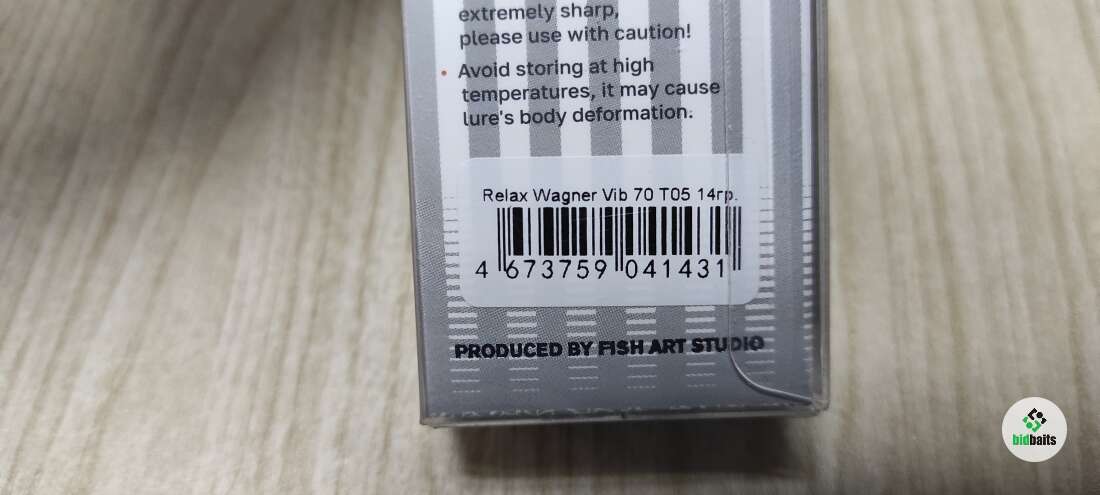 extremely sharp,
please use with caution!
• Avoid storing at high
temperatures, it may cause
lure's body deformation.
Relax Wagner Vib 70 T05 14гр.
4 673759 041431
PRODUCED BY FISH ART STUDIO
bidbaits